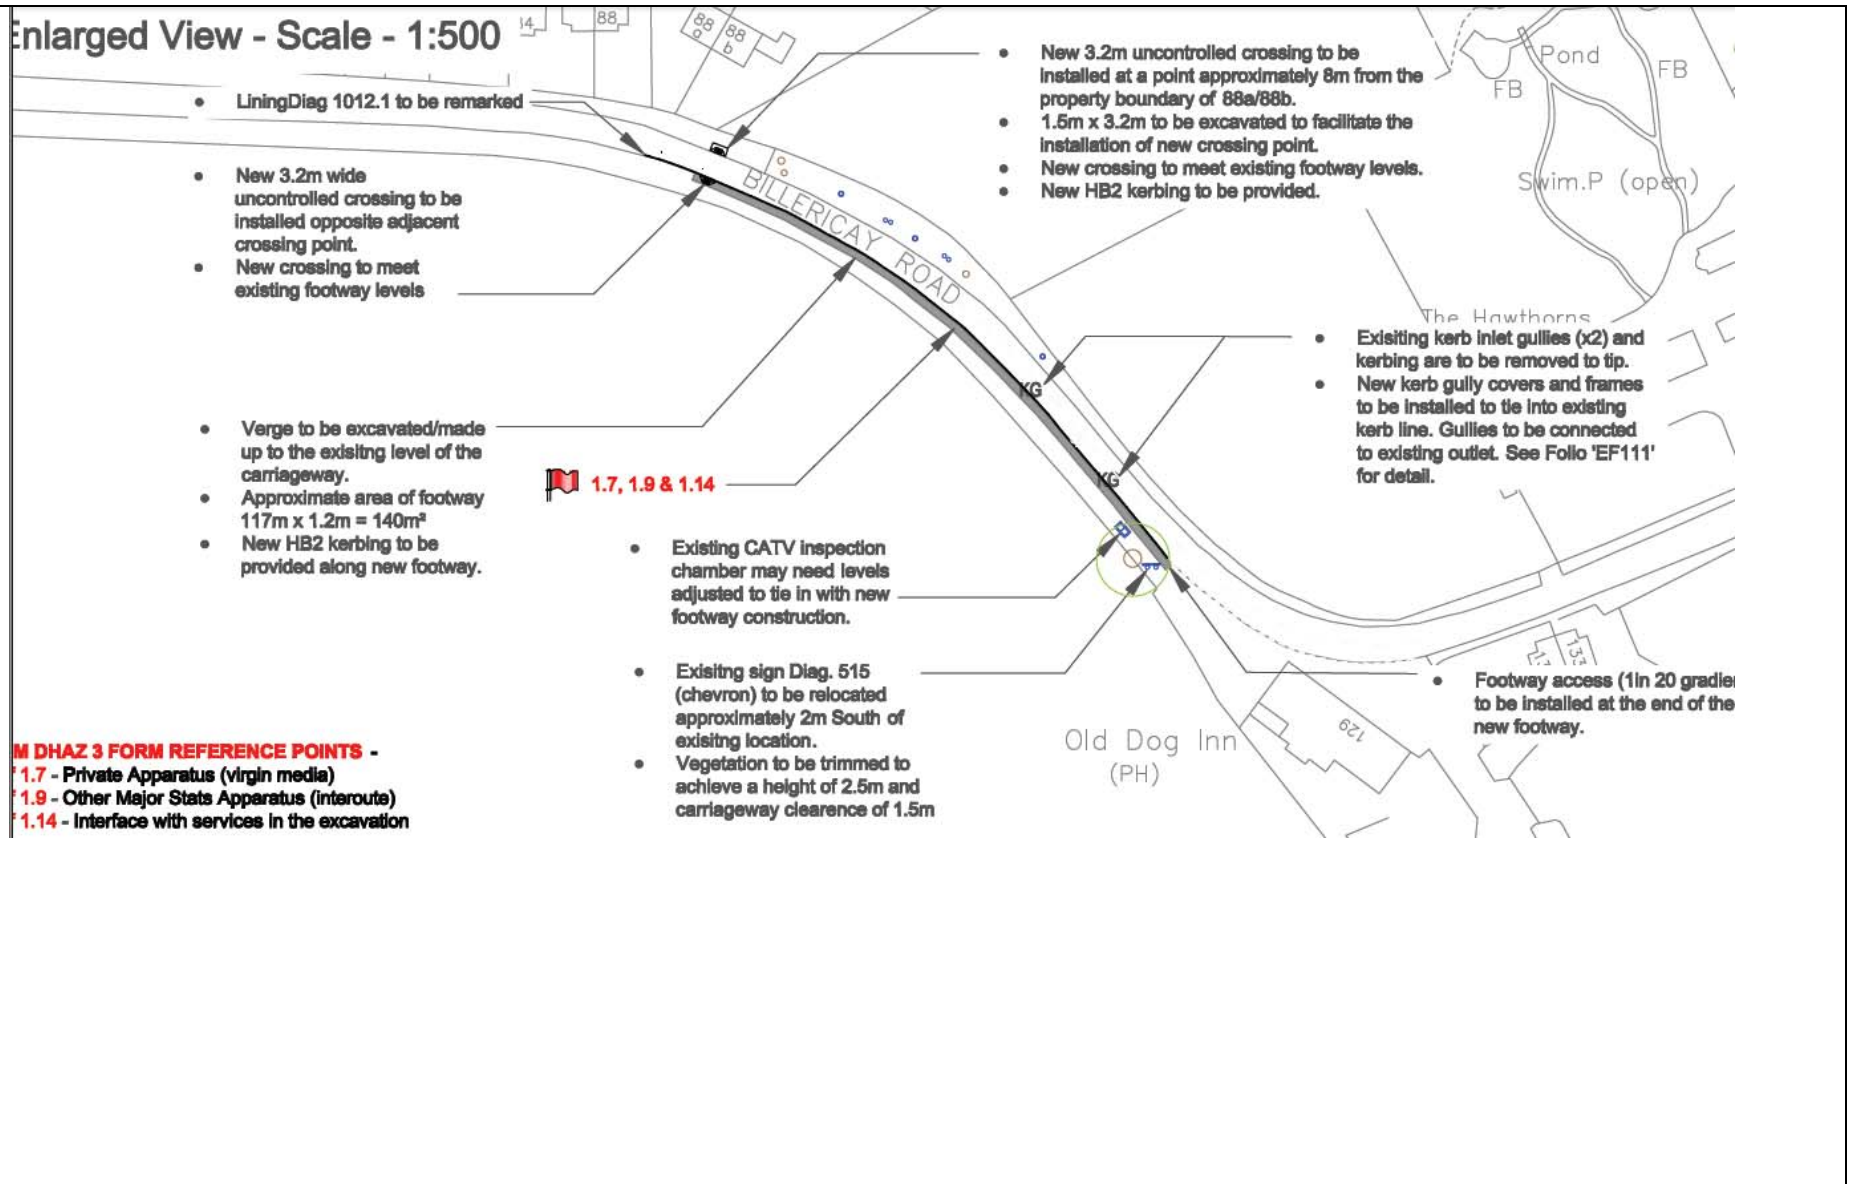 Enlarged View - Scale - 1:500
88
88
a
88
b
• LiningDiag 1012.1 to be remarked
• New 3.2m wide
uncontrolled crossing to be
installed opposite adjacent
crossing point.
• New crossing to meet
existing footway levels
• New 3.2m uncontrolled crossing to be
installed at a point approximately 8m from the
property boundary of 88a/88b.
• 1.5m x 3.2m to be excavated to facilitate the
installation of new crossing point.
• New crossing to meet existing footway levels.
• New HB2 kerbing to be provided.
Pond
FB
FB
Swim.P (open)
The Hawthorns
BILLERICAY ROAD
• Exisiting kerb inlet gullies (x2) and
kerbing are to be removed to tip.
• New kerb gully covers and frames
to be installed to tie into existing
kerb line. Gullies to be connected
to existing outlet. See Folio 'EF111'
for detail.
KG
KG
• Verge to be excavated/made
up to the exisitng level of the
carriageway.
• Approximate area of footway
117m x 1.2m = 140m²
• New HB2 kerbing to be
provided along new footway.
1.7, 1.9 & 1.14
• Existing CATV inspection
chamber may need levels
adjusted to tie in with new
footway construction.
• Exisitng sign Diag. 515
(chevron) to be relocated
approximately 2m South of
exisitng location.
• Vegetation to be trimmed to
achieve a height of 2.5m and
carriageway clearence of 1.5m
133
129
Old Dog Inn
(PH)
• Footway access (1in 20 gradie
to be installed at the end of the
new footway.
M DHAZ 3 FORM REFERENCE POINTS -
1.7 - Private Apparatus (virgin media)
1.9 - Other Major Stats Apparatus (interoute)
1.14 - Interface with services in the excavation